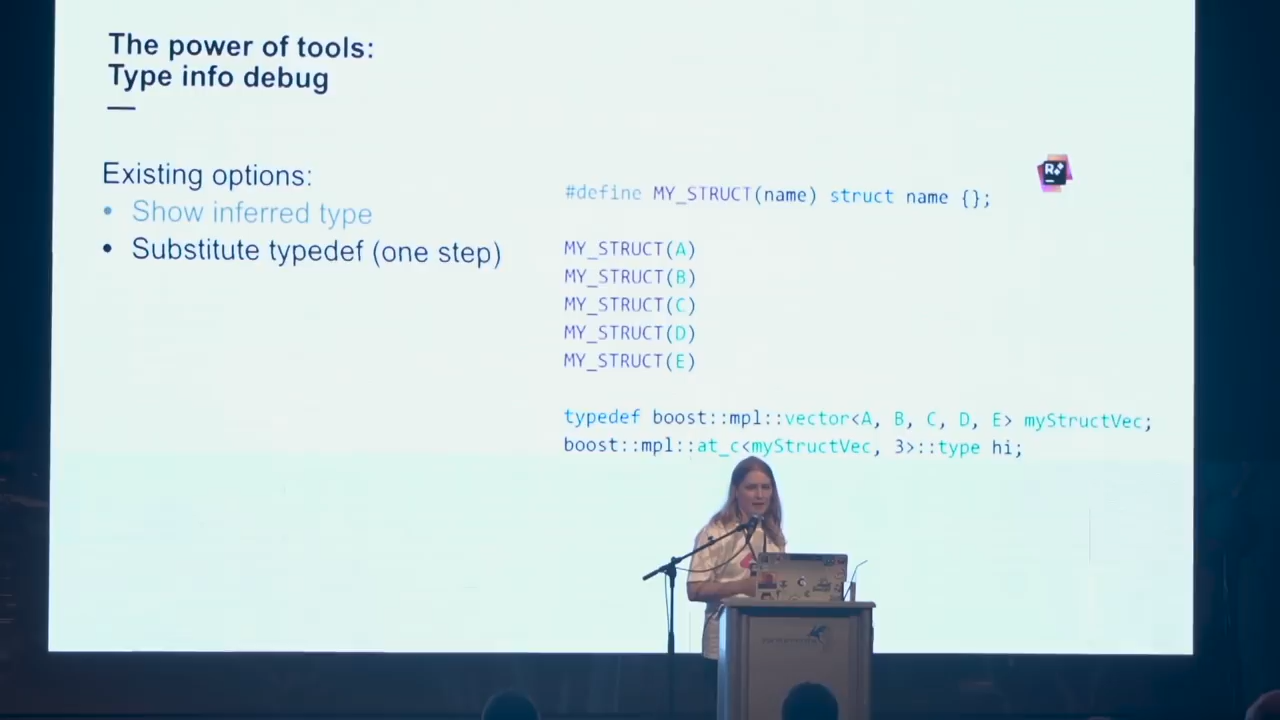 The power of tools:
Type info debug
Existing options:
• Show inferred type
• Substitute typedef (one step)
R
#define MY_STRUCT(name) struct name {};
MY_STRUCT(A)
MY_STRUCT(B)
MY_STRUCT(C)
MY_STRUCT(D)
MY_STRUCT(E)
typedef boost::mpl::vector<A, B, C, D, E> myStructVec;
boost::mpl::at_c<myStructVec, 3>::type hi;